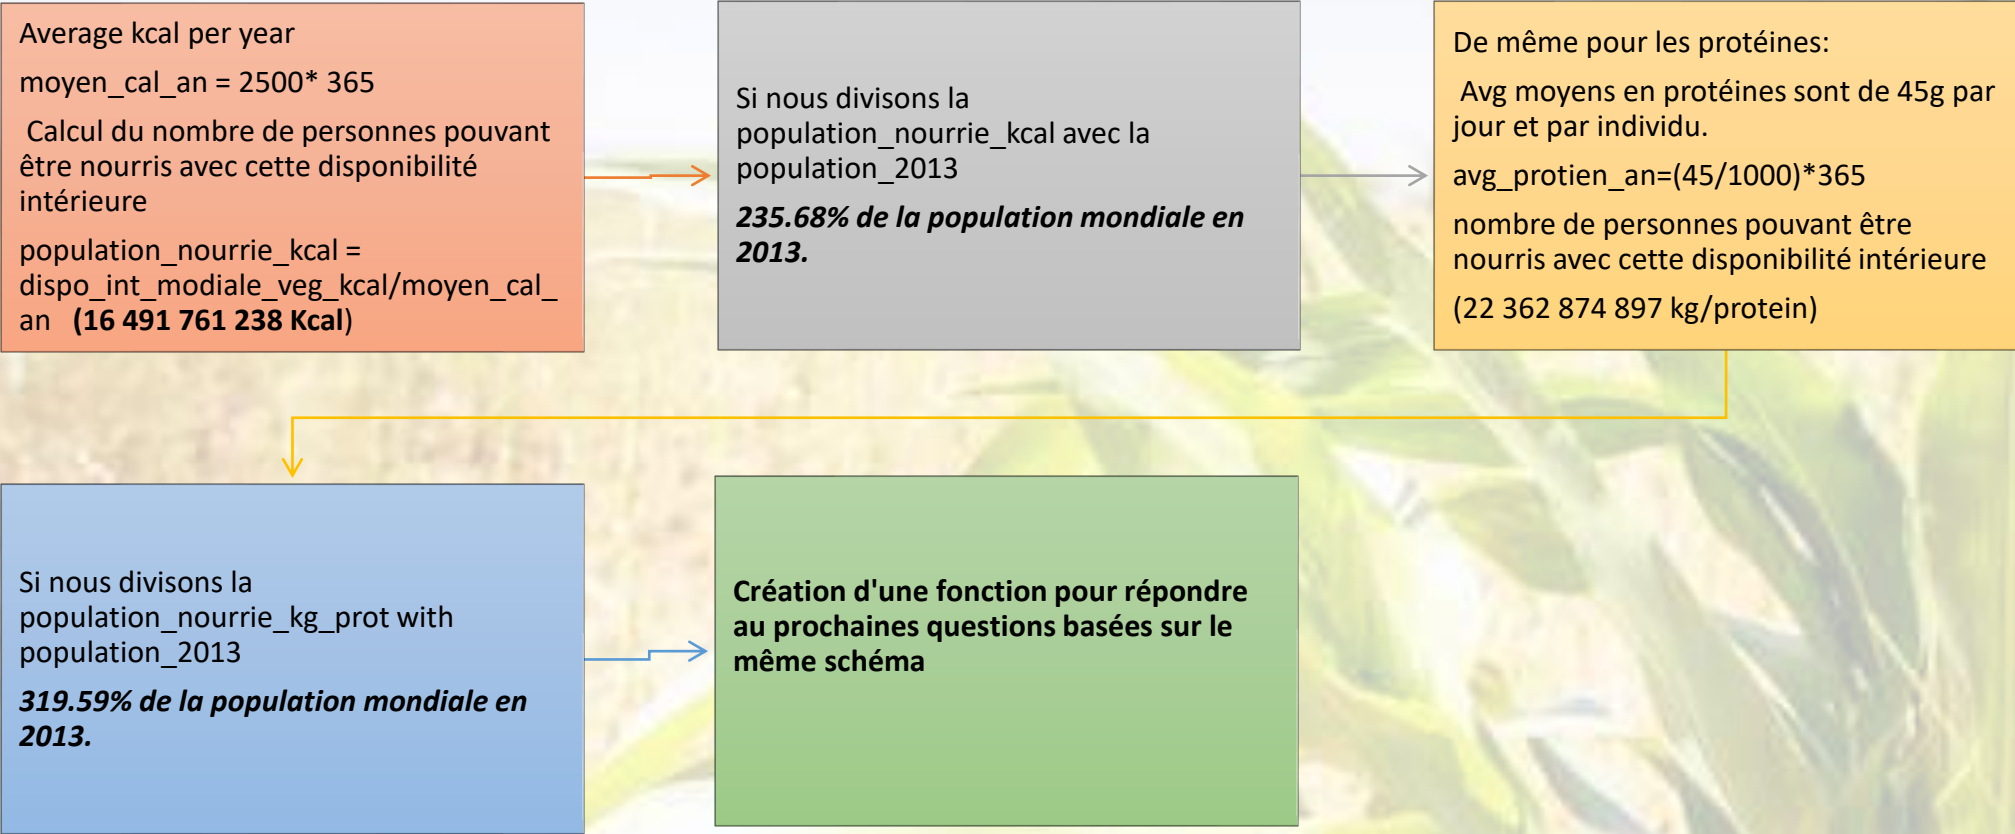 Average kcal per year
moyen_cal_an = 2500* 365
Calcul du nombre de personnes pouvant
être nourris avec cette disponibilité
intérieure
population_nourrie_kcal =
dispo_int_modiale_veg_kcal/moyen_cal_
an (16 491 761 238 Kcal)
Si nous divisons la
population_nourrie_kcal avec la
population_2013
235.68% de la population mondiale en
2013.
De même pour les protéines:
Avg moyens en protéines sont de 45g par
jour et par individu.
avg_protien_an=(45/1000)*365
nombre de personnes pouvant être
nourris avec cette disponibilité intérieure
(22 362 874 897 kg/protein)
Si nous divisons la
population_nourrie_kg_prot with
population_2013
319.59% de la population mondiale en
2013.
Création d'une fonction pour répondre
au prochaines questions basées sur le
même schéma